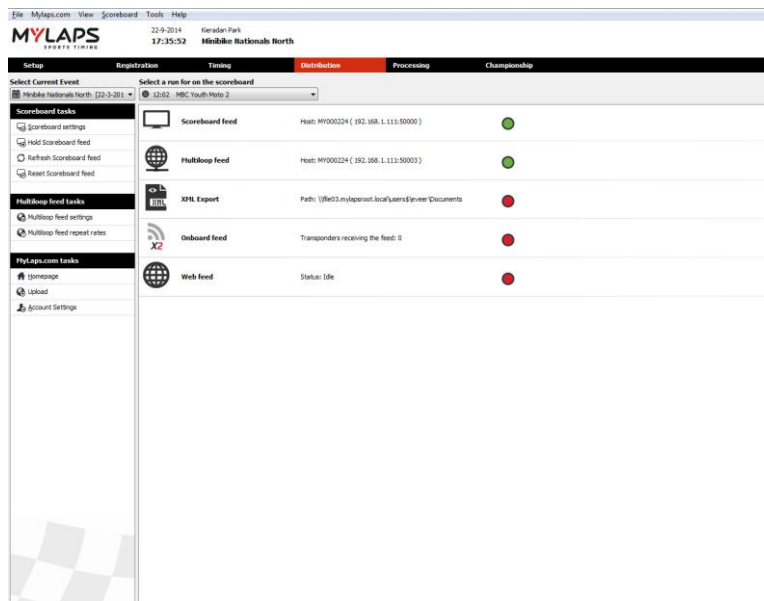 File Mylaps.com View Scoreboard Tools Help
MYLAPS
SPORTS TIMING
22-9-2014 Kieradan Park
17:35:52 Minibike Nationals North
Setup Registration Timing Distribution Processing Championship
Select Current Event Select a run for on the scoreboard
Minibike Nationals North [22-3-201 12:02 MBC Youth Moto 2
Scoreboard tasks
Scoreboard settings
Hold Scoreboard feed
Refresh Scoreboard feed
Reset Scoreboard feed
Multiloop feed tasks
Multiloop feed settings
Multiloop feed repeat rates
MyLaps.com tasks
Homepage
Upload
Account Settings
Scoreboard feed Host: MY000224 ( 192.168.1.111:50000 )
Multiloop feed Host: MY000224 ( 192.168.1.111:50003 )
XML
XML Export Path: \\file03.mylapsroot.local\users$\eveer\Documents
X2
Onboard feed Transponders receiving the feed: 0
Web feed Status: Idle